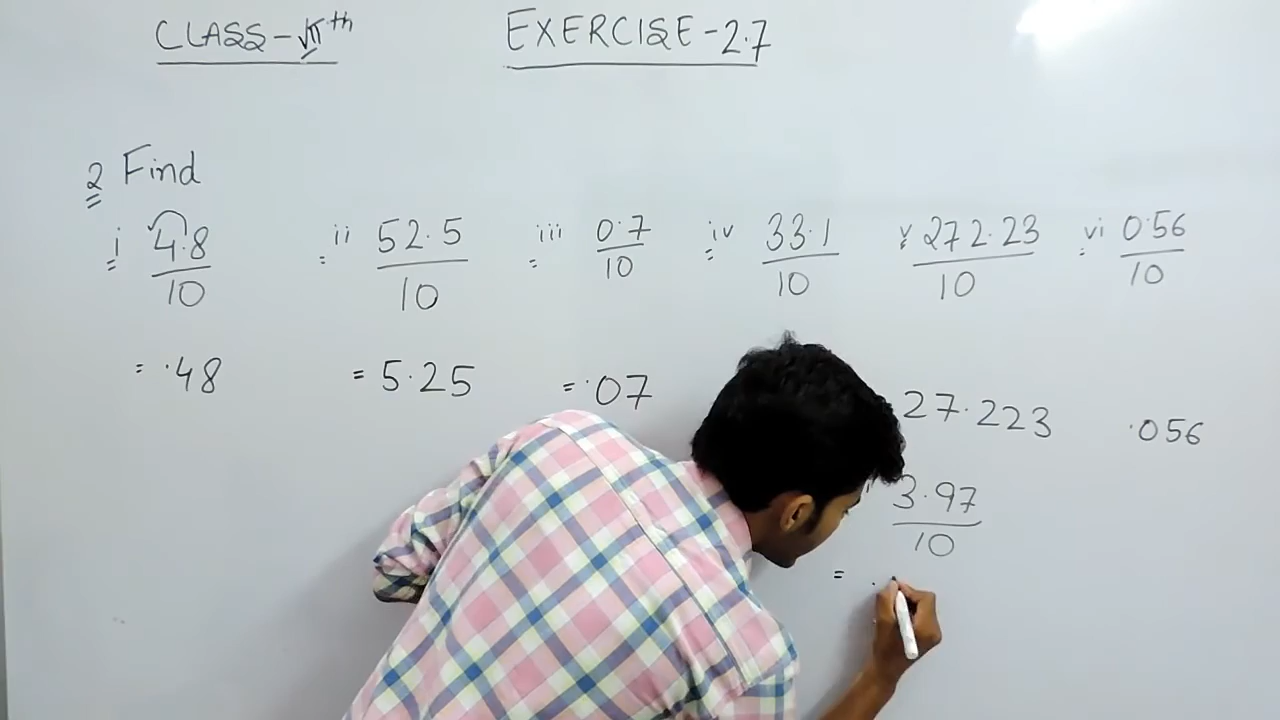 CLASS-VIIth EXERCISE-2.7
2 Find
i 4.8/10 ii 52.5/10 iii 0.7/10 iv 33.1/10 v 272.23/10 vi 0.56/10
= .48 = 5.25 = .07 27.223 .056
3.97/10
= .